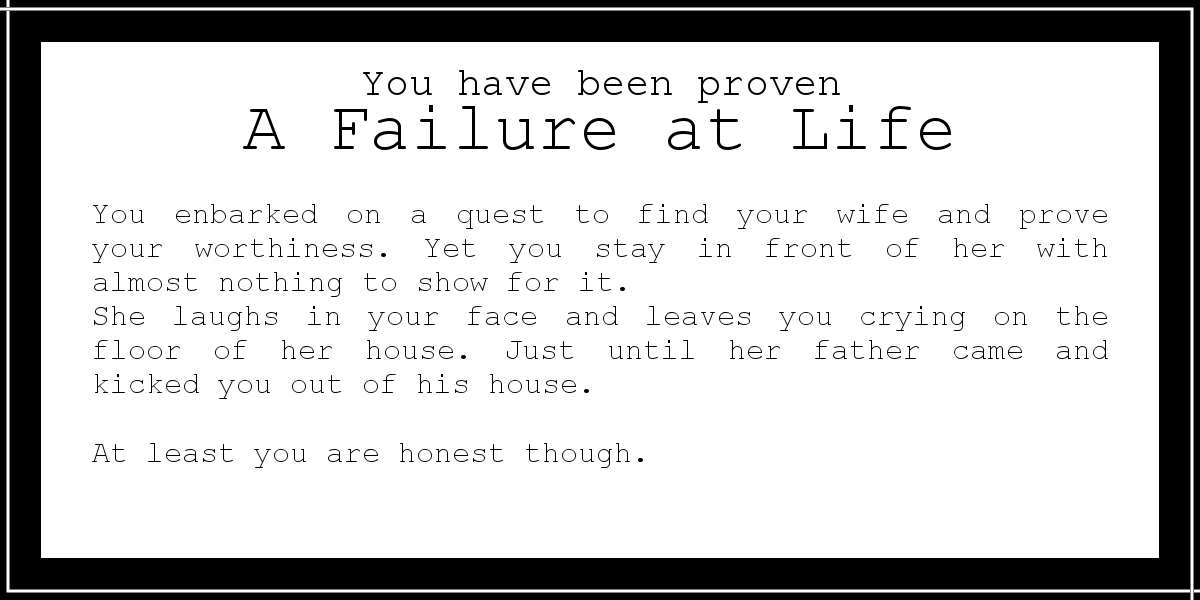 You have been proven
A Failure at Life
You enbarked on a quest to find your wife and prove
your worthiness. Yet you stay in front of her with
almost nothing to show for it.
She laughs in your face and leaves you crying on the
floor of her house. Just until her father came and
kicked you out of his house.
At least you are honest though.